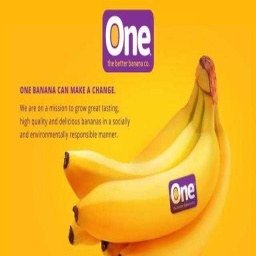 One
the better banana co.
ONE BANANA CAN MAKE A CHANGE.
We are on a mission to grow great tasting,
high quality and delicious bananas in a socially
and environmentally responsible manner.
One